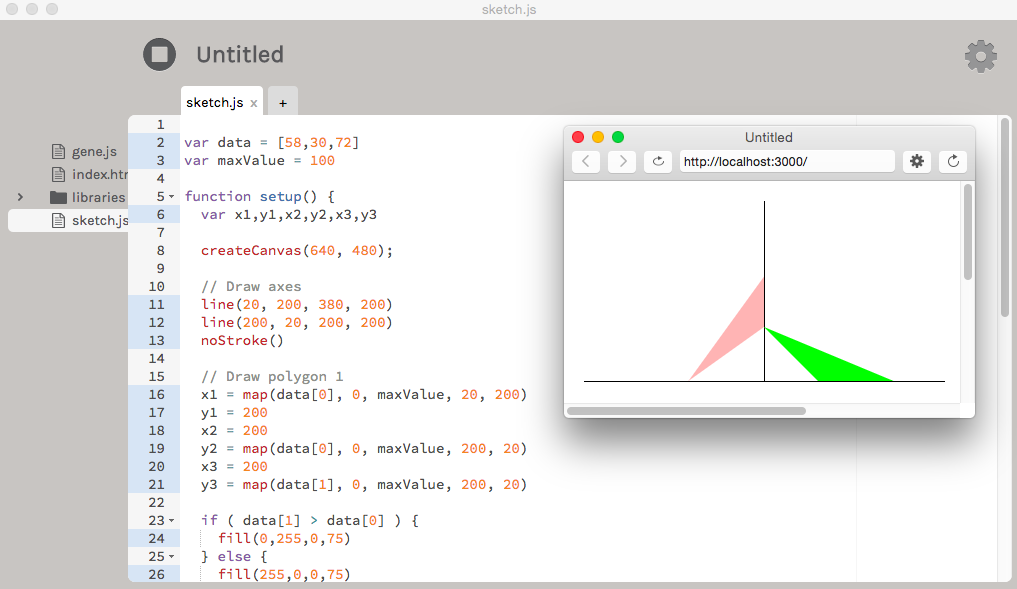 sketch.js
Untitled
sketch.js x +
gene.js
index.htm
libraries
sketch.js
1
2 var data = [58,30,72]
3 var maxValue = 100
4
5 function setup() {
6 var x1,y1,x2,y2,x3,y3
7
8 createCanvas(640, 480);
9
10 // Draw axes
11 line(20, 200, 380, 200)
12 line(200, 20, 200, 200)
13 noStroke()
14
15 // Draw polygon 1
16 x1 = map(data[0], 0, maxValue, 20, 200)
17 y1 = 200
18 x2 = 200
19 y2 = map(data[0], 0, maxValue, 200, 20)
20 x3 = 200
21 y3 = map(data[1], 0, maxValue, 200, 20)
22
23 if ( data[1] > data[0] ) {
24 fill(0,255,0,75)
25 } else {
26 fill(255,0,0,75)
Untitled
http://localhost:3000/